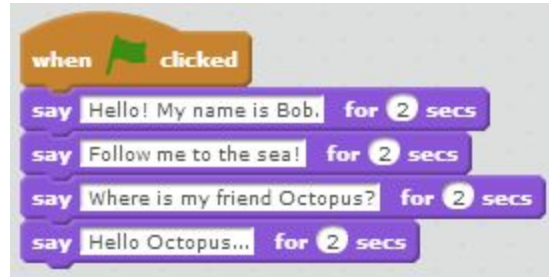 when clicked
say Hello! My name is Bob. for 2 secs
say Follow me to the sea! for 2 secs
say Where is my friend Octopus? for 2 secs
say Hello Octopus... for 2 secs